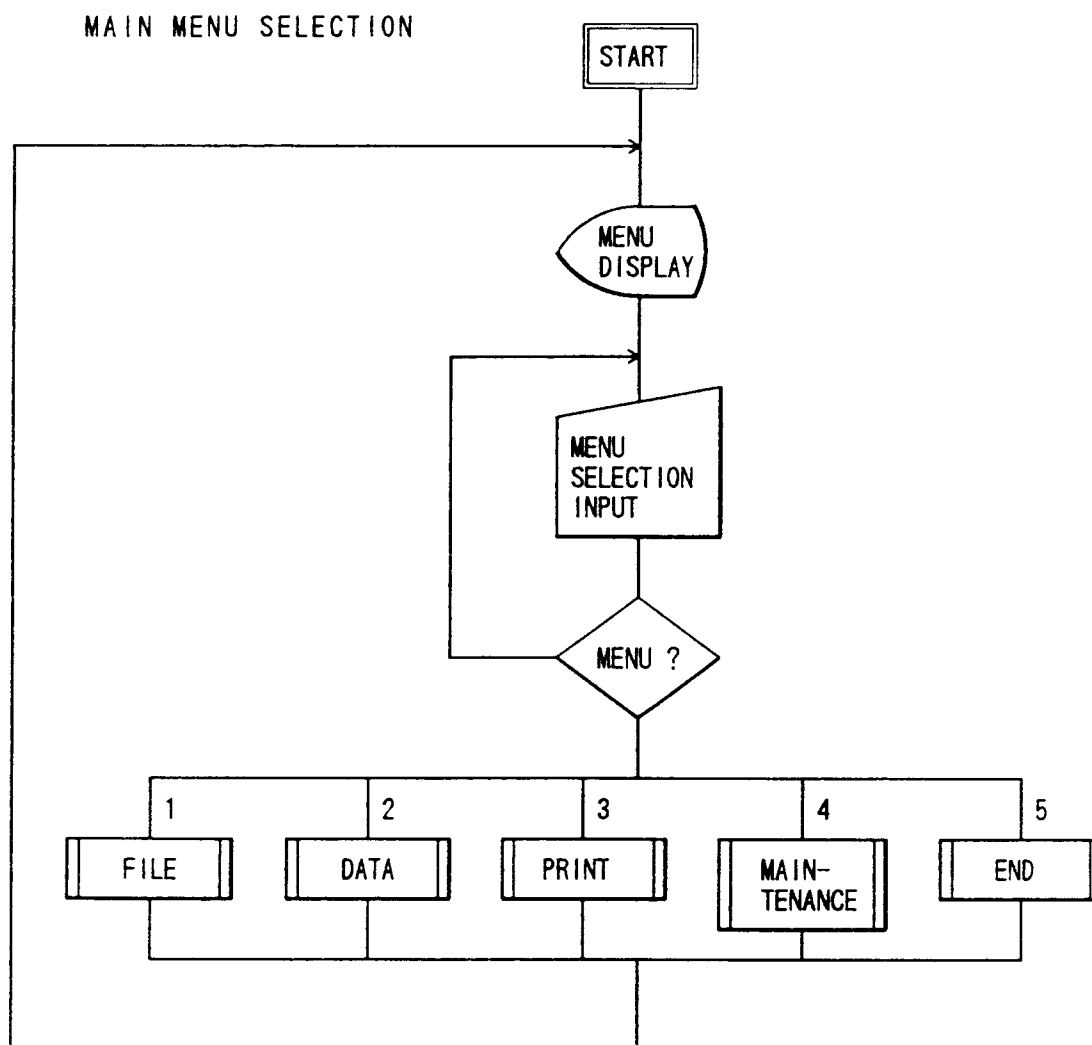 MAIN MENU SELECTION
START
MENU
DISPLAY
MENU
SELECTION
INPUT
MENU ?
1
2
3
4
5
FILE
DATA
PRINT
MAIN-
TENANCE
END